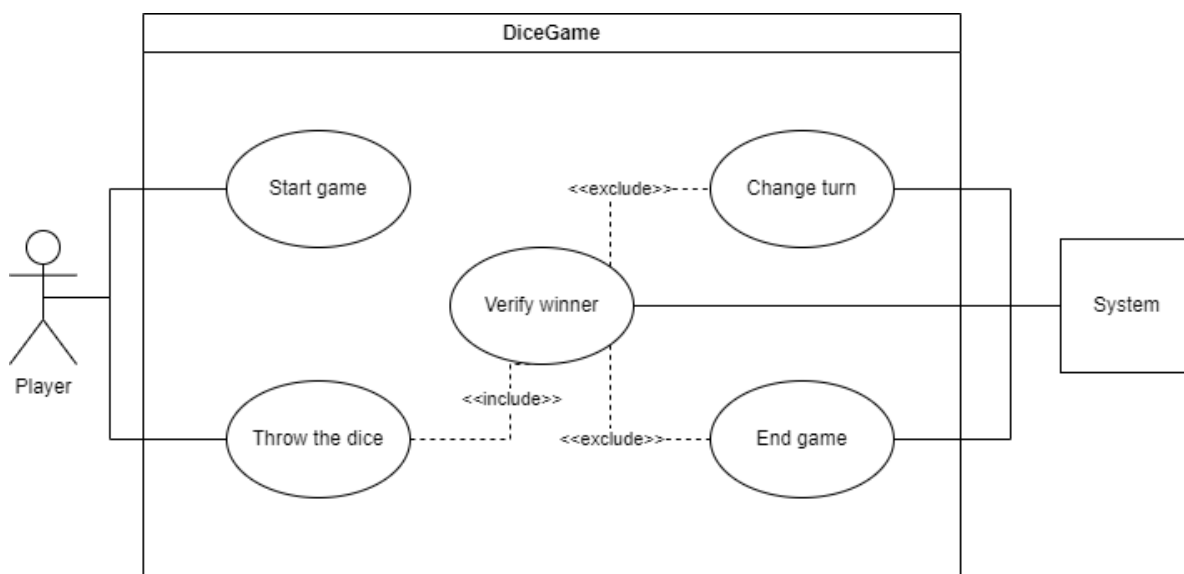 DiceGame
Start game
<<exclude>>
Change turn
Verify winner
System
Player
<<include>>
Throw the dice
<<exclude>>
End game